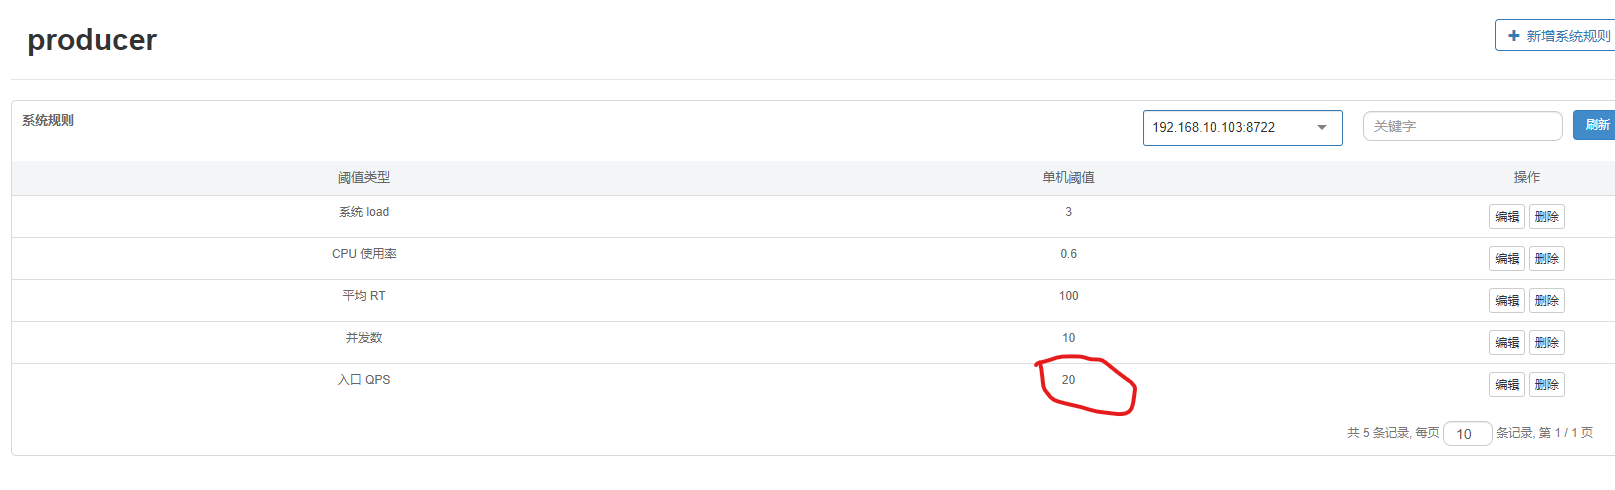 producer
新增系统规则
系统规则 192.168.10.103:8722 关键字 刷新
阈值类型 单机阈值 操作
系统 load 3 编辑 删除
CPU 使用率 0.6 编辑 删除
平均 RT 100 编辑 删除
并发数 10 编辑 删除
入口 QPS 20 编辑 删除
共 5 条记录, 每页 10 条记录, 第 1 / 1 页